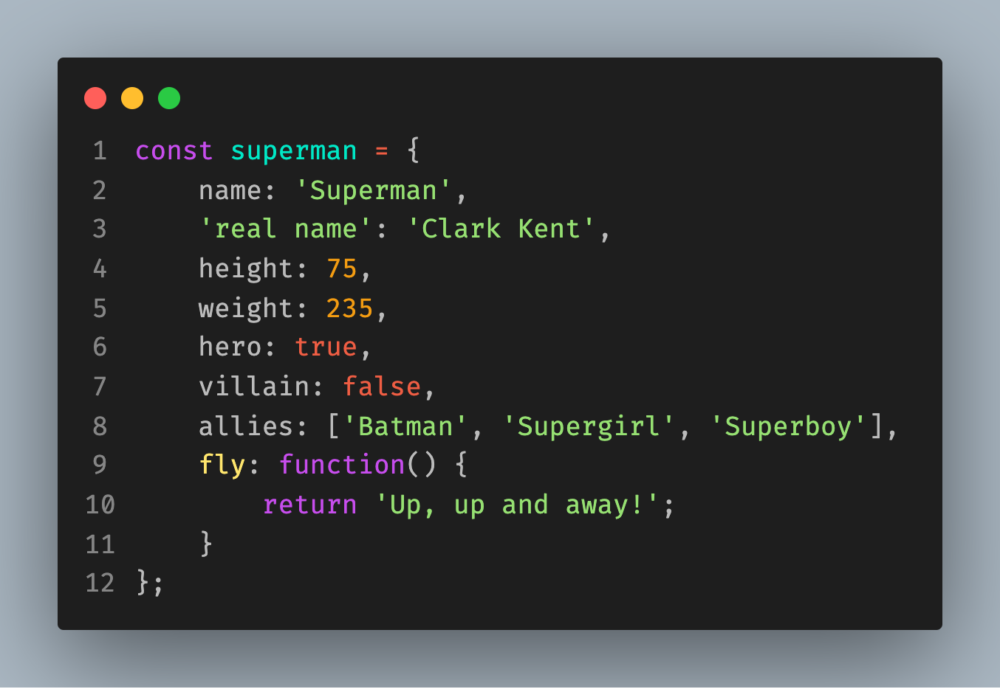 1 const superman = {
2     name: 'Superman',
3     'real name': 'Clark Kent',
4     height: 75,
5     weight: 235,
6     hero: true,
7     villain: false,
8     allies: ['Batman', 'Supergirl', 'Superboy'],
9     fly: function() {
10         return 'Up, up and away!';
11     }
12 };